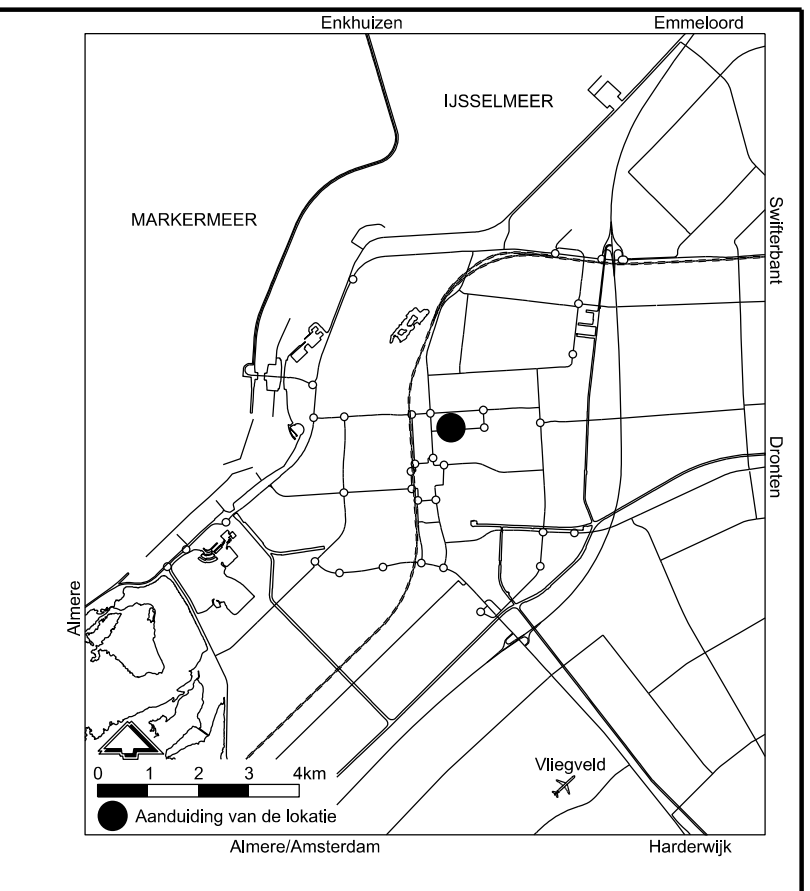 Enkhuizen
Emmeloord
IJSSELMEER
MARKERMEER
Swifterbant
Dronten
Almere
Vliegveld
0 1 2 3 4km
Aanduiding van de lokatie
Almere/Amsterdam
Harderwijk